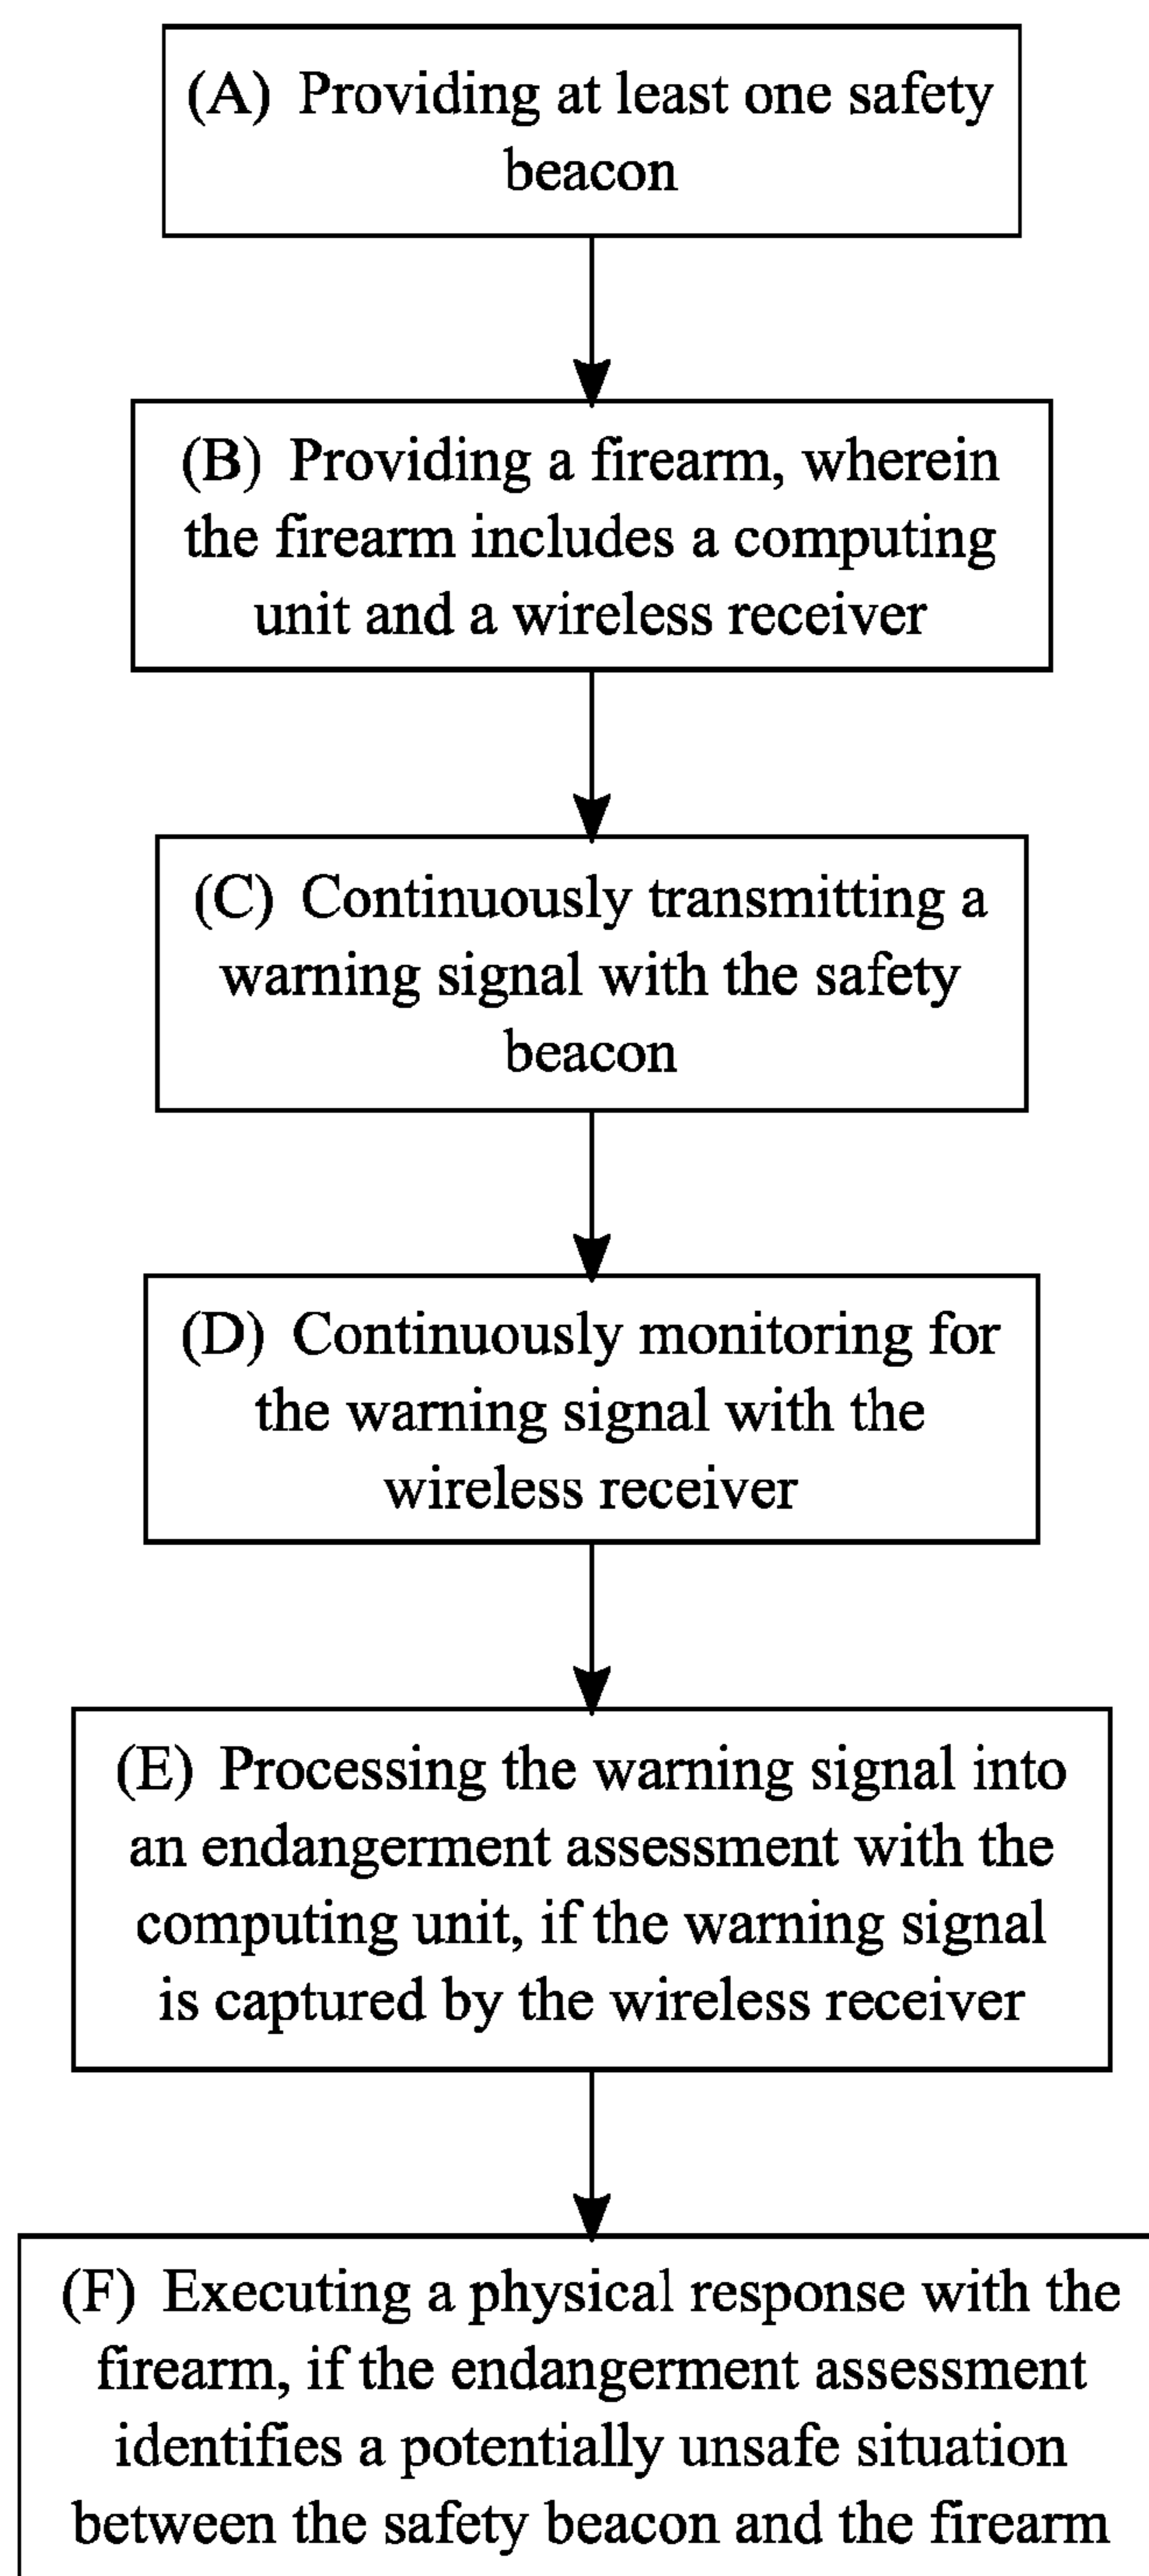 (A) Providing at least one safety
beacon
(B) Providing a firearm, wherein
the firearm includes a computing
unit and a wireless receiver
(C) Continuously transmitting a
warning signal with the safety
beacon
(D) Continuously monitoring for
the warning signal with the
wireless receiver
(E) Processing the warning signal into
an endangerment assessment with the
computing unit, if the warning signal
is captured by the wireless receiver
(F) Executing a physical response with the
firearm, if the endangerment assessment
identifies a potentially unsafe situation
between the safety beacon and the firearm